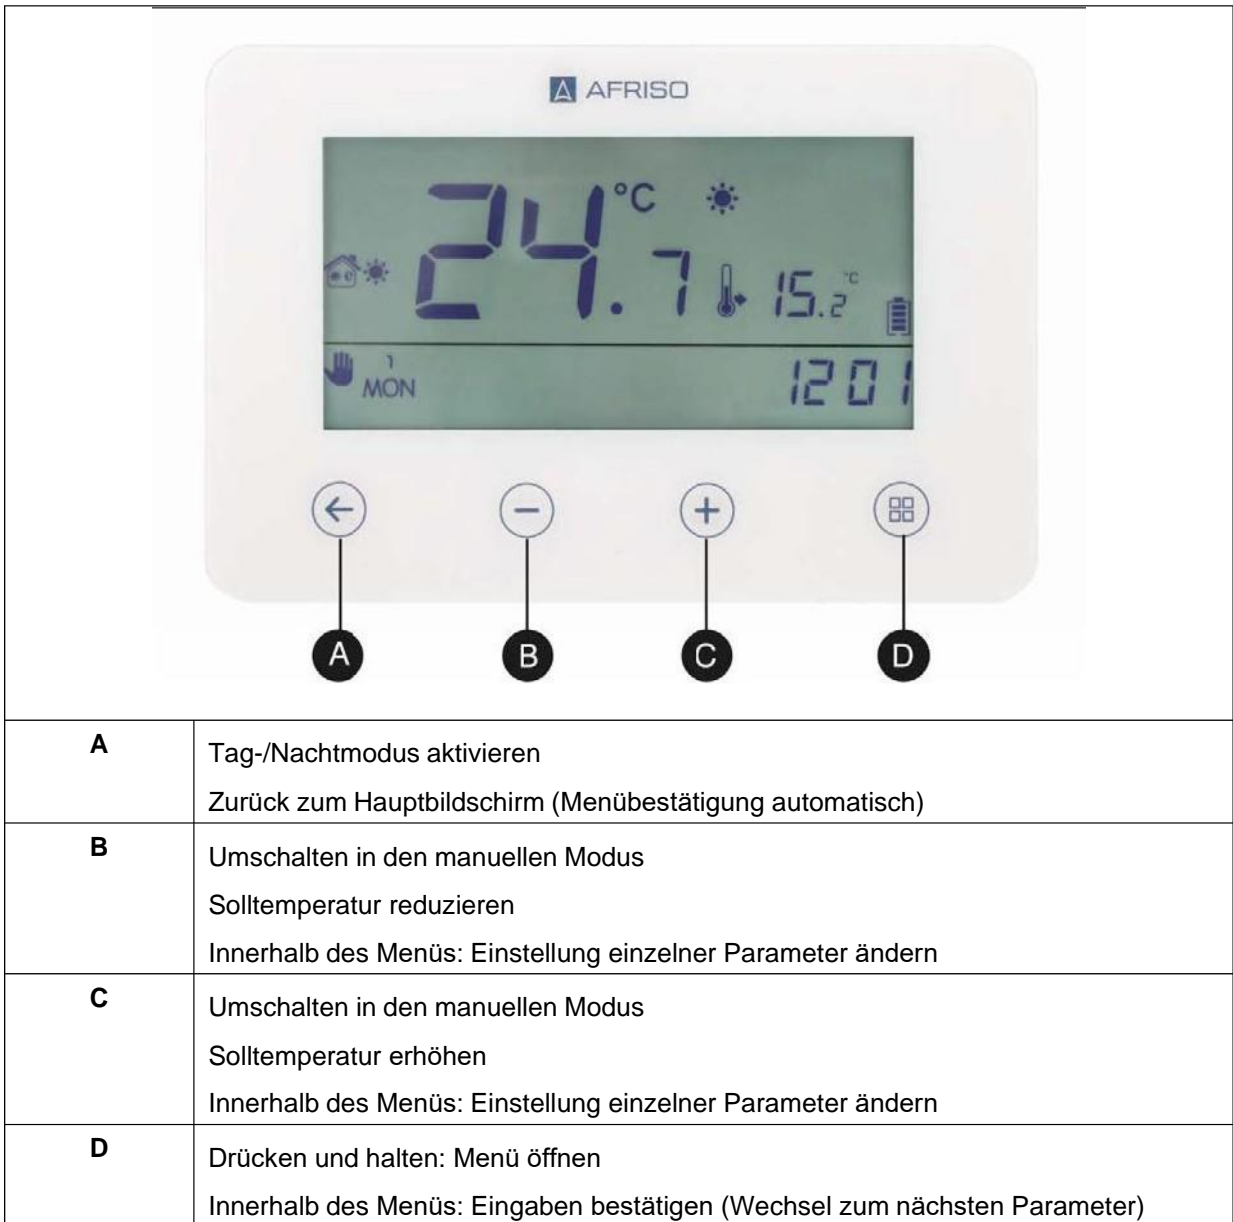 AFRISO
24.7 °C
15.2 °C
1
MON
1201
A B C D
A
Tag-/Nachtmodus aktivieren
Zurück zum Hauptbildschirm (Menübestätigung automatisch)
B
Umschalten in den manuellen Modus
Solltemperatur reduzieren
Innerhalb des Menüs: Einstellung einzelner Parameter ändern
C
Umschalten in den manuellen Modus
Solltemperatur erhöhen
Innerhalb des Menüs: Einstellung einzelner Parameter ändern
D
Drücken und halten: Menü öffnen
Innerhalb des Menüs: Eingaben bestätigen (Wechsel zum nächsten Parameter)